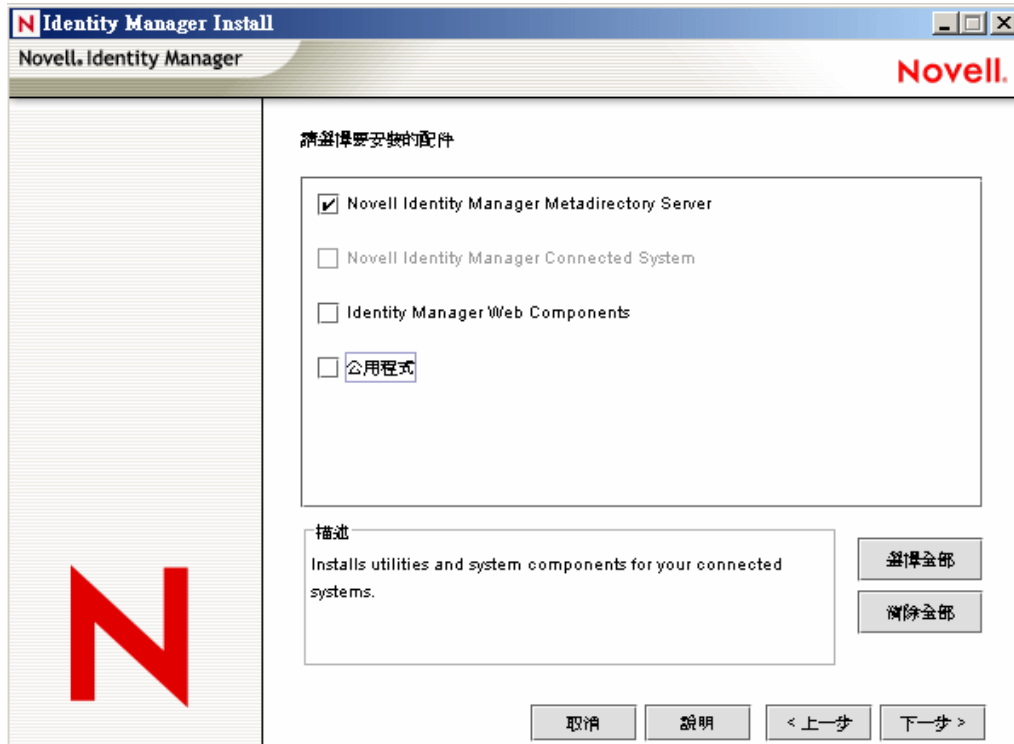 Identity Manager Install
Novell. Identity Manager
Novell.
請選擇要安裝的配件
Novell Identity Manager Metadirectory Server
Novell Identity Manager Connected System
Identity Manager Web Components
公用程式
描述
Installs utilities and system components for your connected
systems.
選擇全部
清除全部
取消
說明
< 上一步
下一步 >